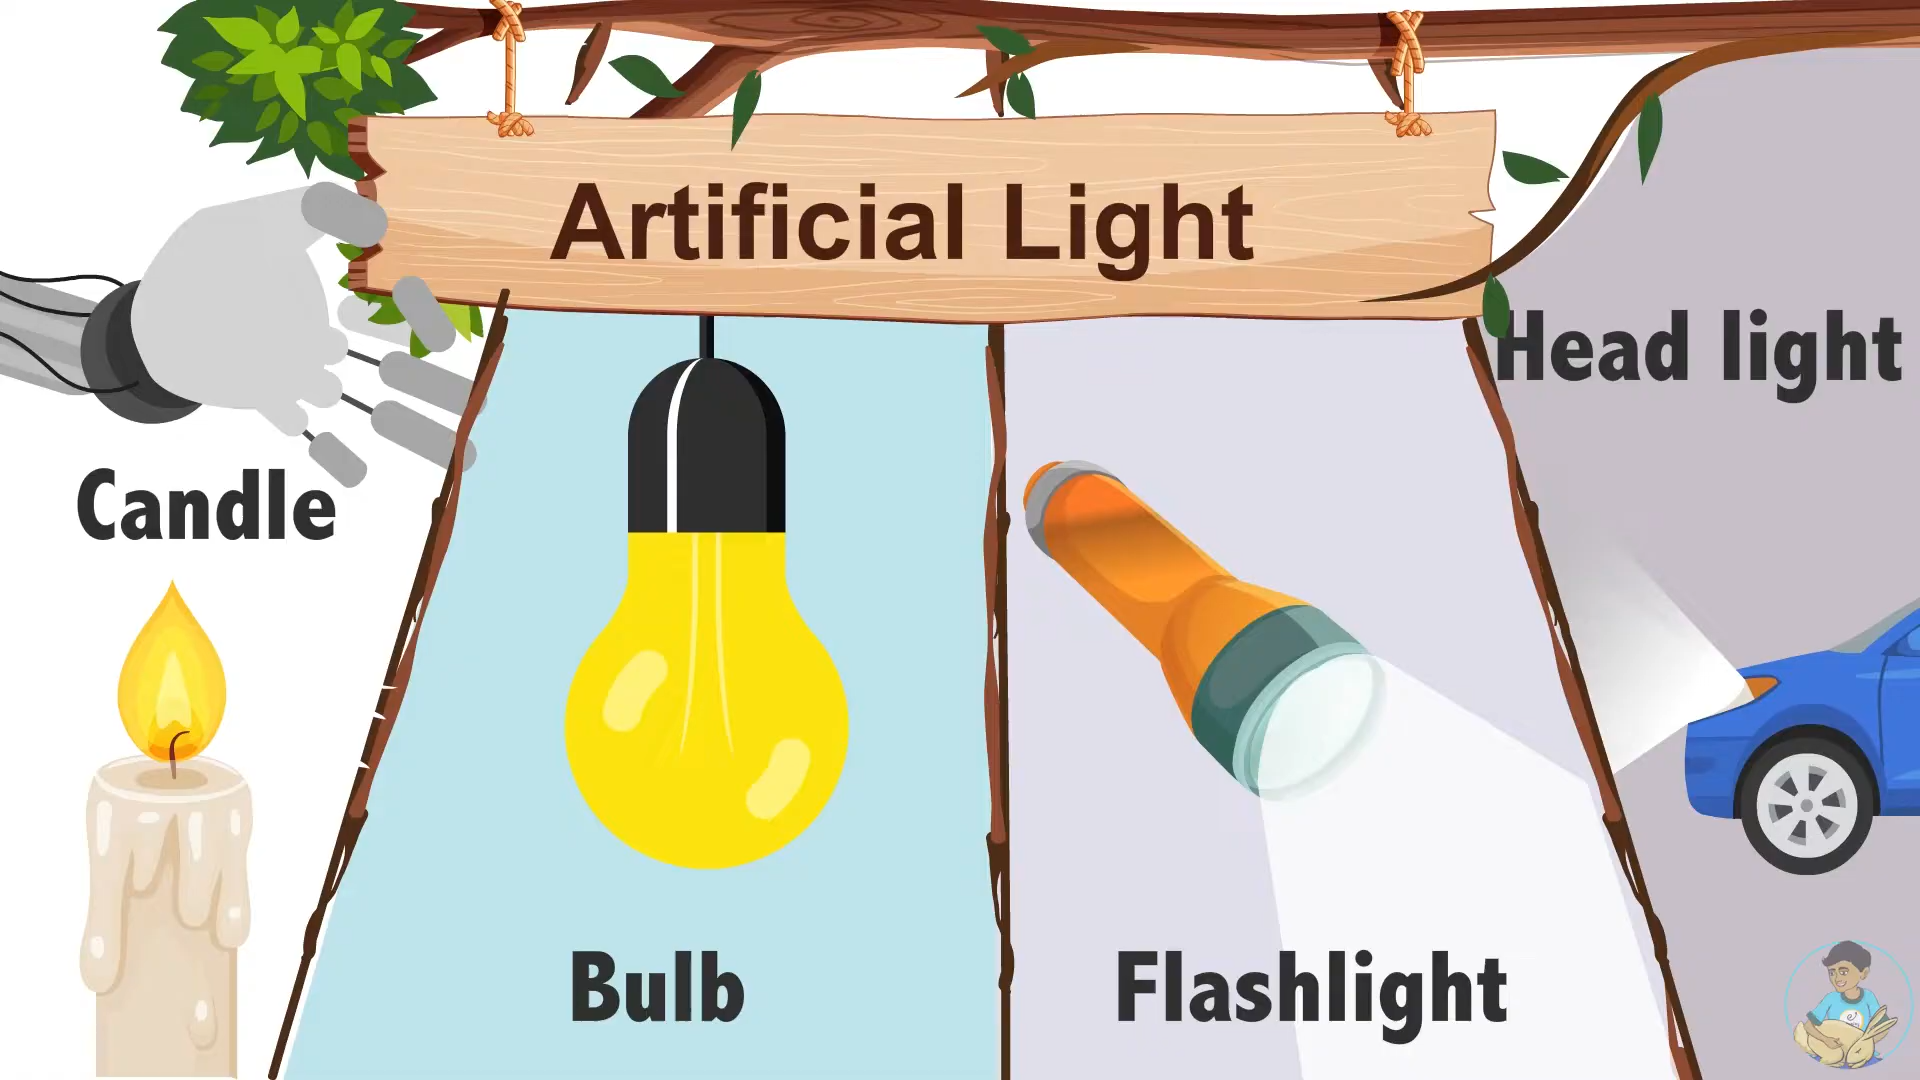 Artificial Light
Head light
Candle
Bulb
Flashlight